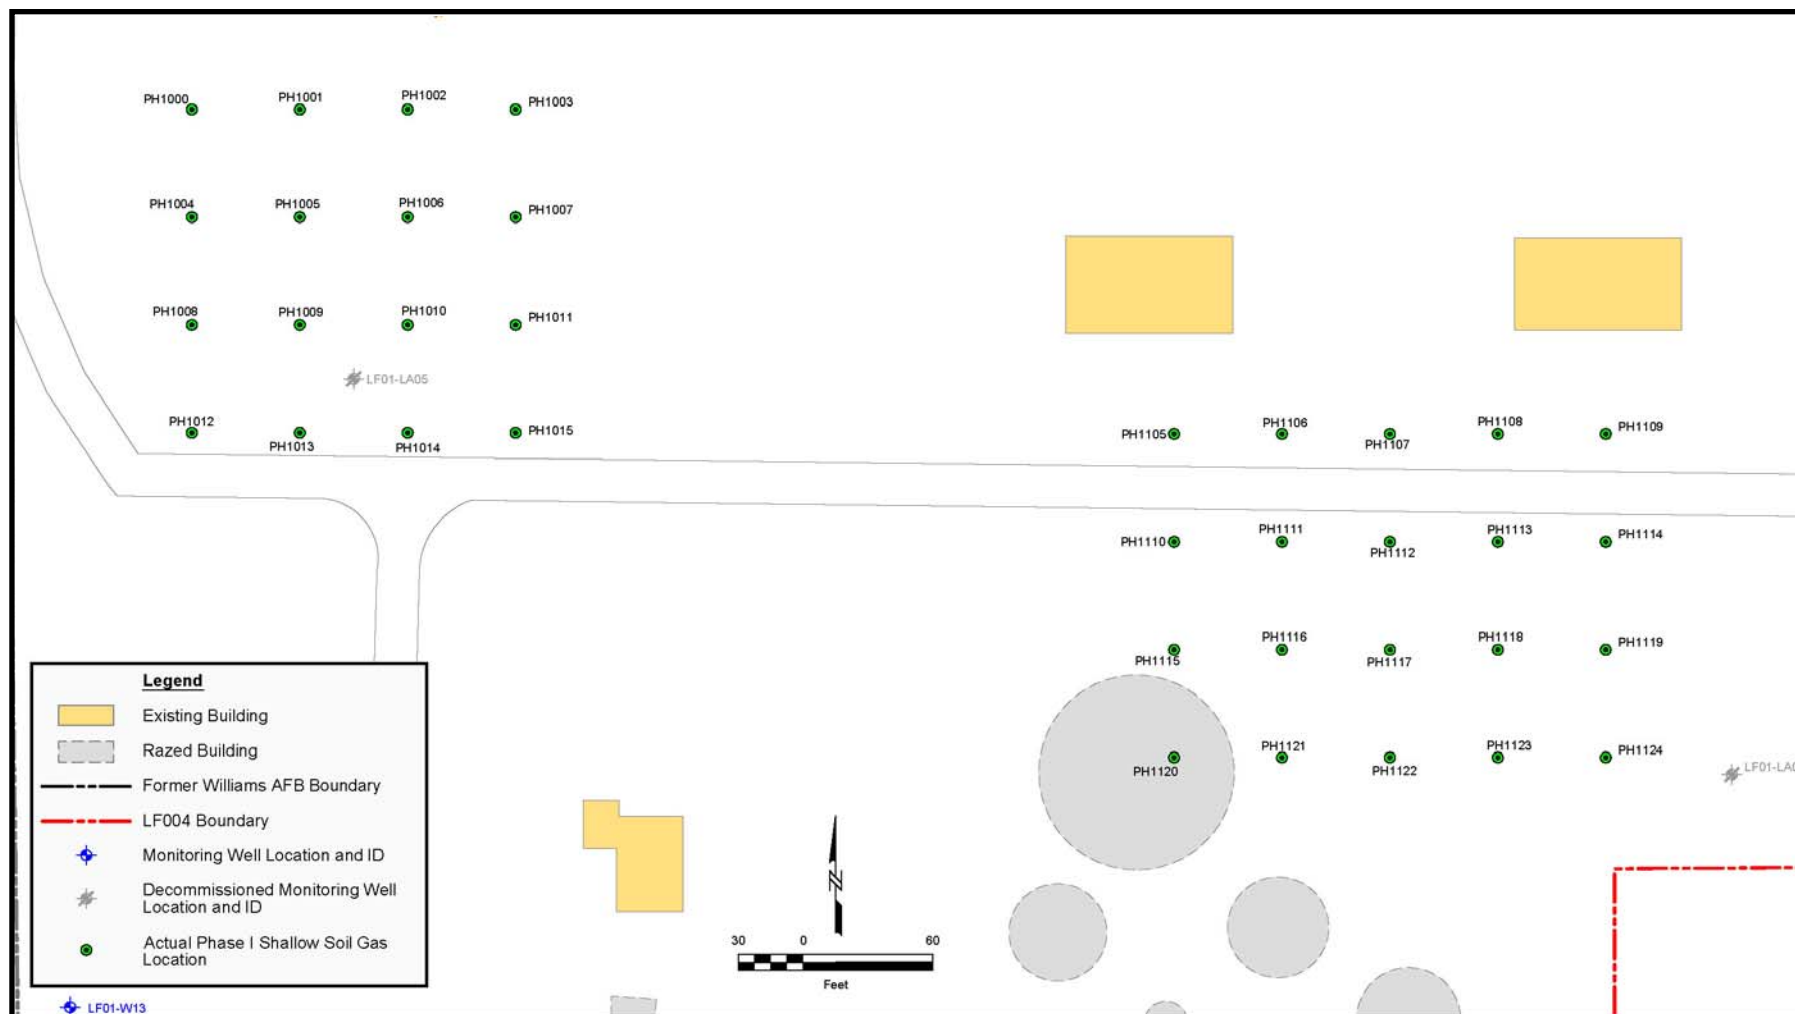 PH1000
PH1001
PH1002
PH1003
PH1004
PH1005
PH1006
PH1007
PH1008
PH1009
PH1010
PH1011
LF01-LA05
PH1012
PH1013
PH1014
PH1015
PH1105
PH1106
PH1107
PH1108
PH1109
PH1110
PH1111
PH1112
PH1113
PH1114
PH1115
PH1116
PH1117
PH1118
PH1119
PH1120
PH1121
PH1122
PH1123
PH1124
Legend
Existing Building
Razed Building
Former Williams AFB Boundary
LF004 Boundary
Monitoring Well Location and ID
Decommissioned Monitoring Well
Location and ID
Actual Phase I Shallow Soil Gas
Location
LF01-W13
N
30 0 60
Feet